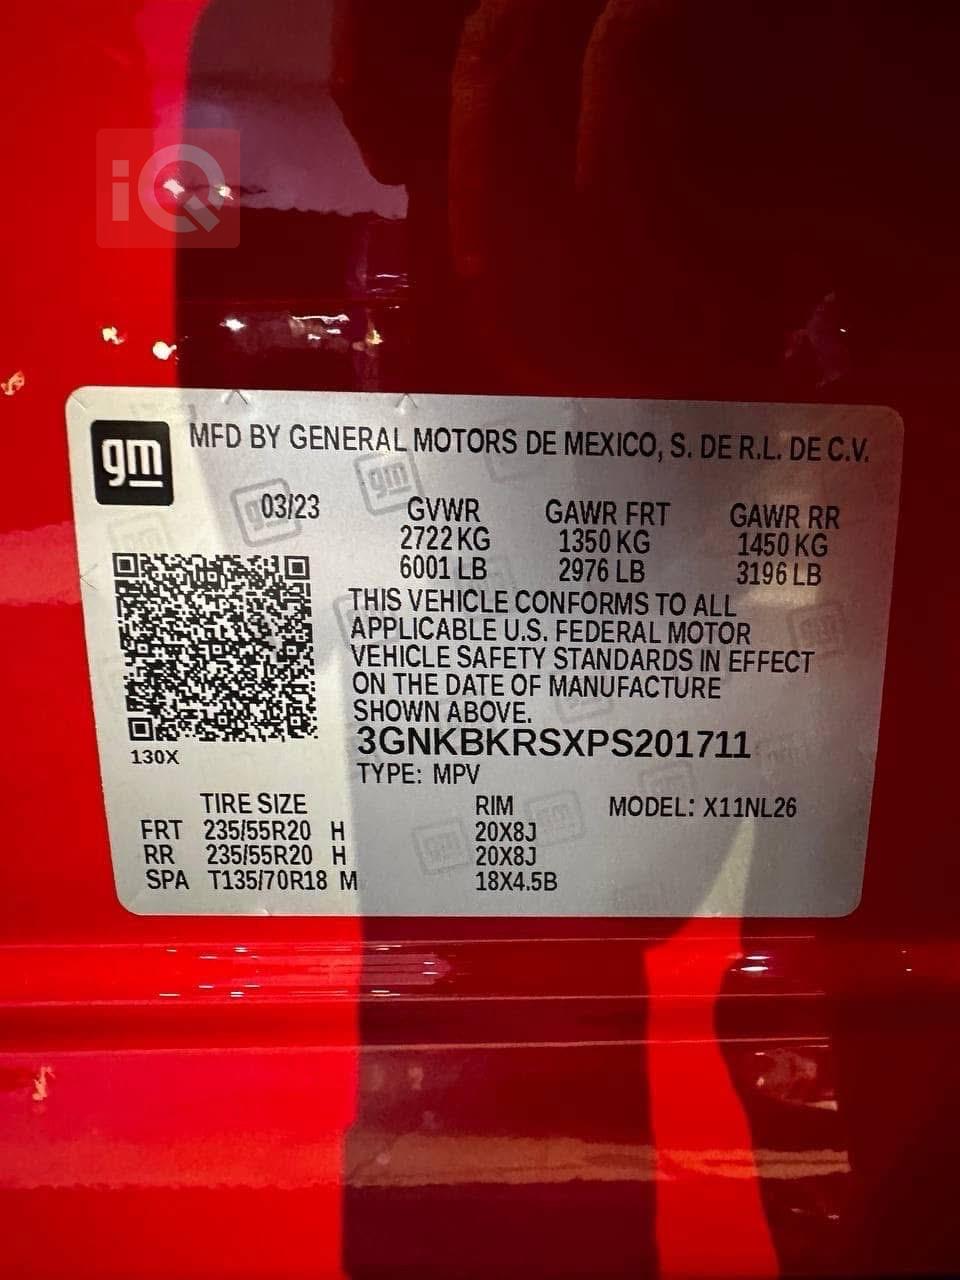 iQ
gm MFD BY GENERAL MOTORS DE MEXICO, S. DE R.L. DE C.V.
03/23 GVWR GAWR FRT GAWR RR
2722 KG 1350 KG 1450 KG
6001 LB 2976 LB 3196 LB
THIS VEHICLE CONFORMS TO ALL
APPLICABLE U.S. FEDERAL MOTOR
VEHICLE SAFETY STANDARDS IN EFFECT
ON THE DATE OF MANUFACTURE
SHOWN ABOVE.
3GNKBKRSXPS201711
130X
TYPE: MPV
TIRE SIZE RIM MODEL: X11NL26
FRT 235/55R20 H 20X8J
RR 235/55R20 H 20X8J
SPA T135/70R18 M 18X4.5B